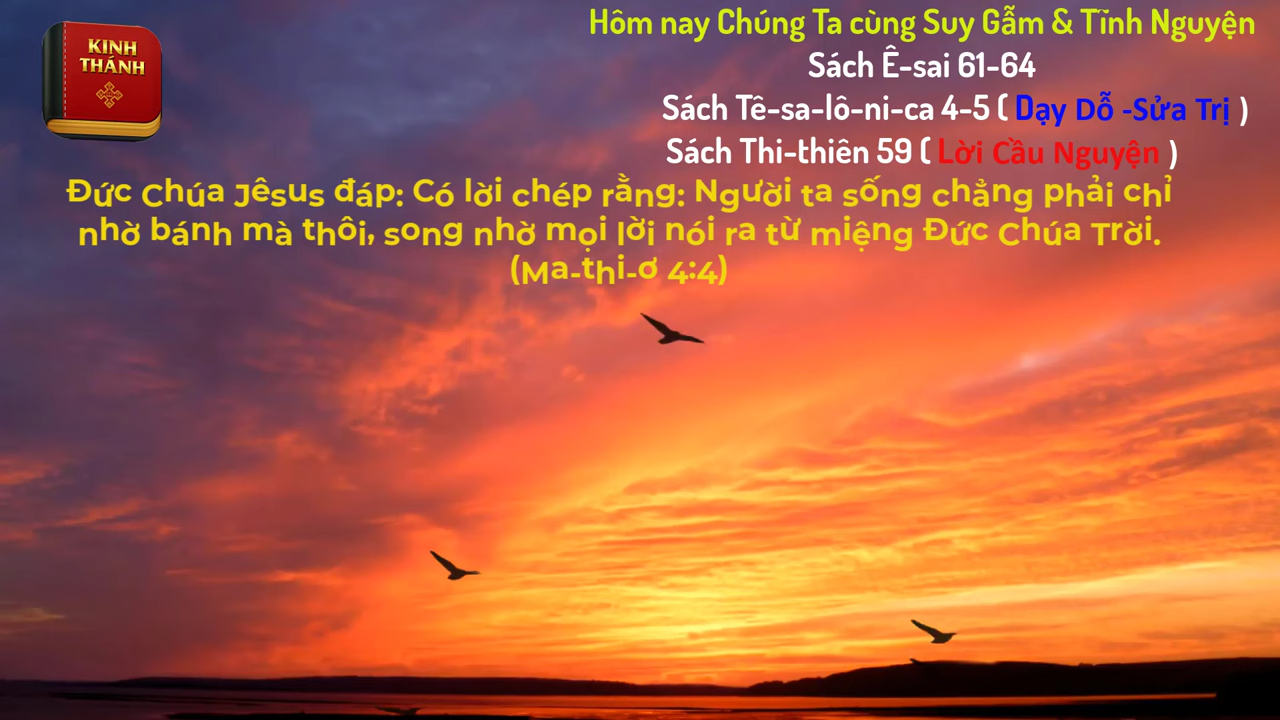 KINH
THÁNH
Hôm nay Chúng Ta cùng Suy Gẫm & Tĩnh Nguyện
Sách Ê-sai 61-64
Sách Tê-sa-lô-ni-ca 4-5 ( Dạy Dỗ -Sửa Trị )
Sách Thi-thiên 59 ( Lời Cầu Nguyện )
Đức Chúa Jêsus đáp: Có lời chép rằng: Người ta sống chẳng phải chỉ
nhờ bánh mà thôi, song nhờ mọi lời nói ra từ miệng Đức Chúa Trời.
(Ma-thi-ơ 4:4)